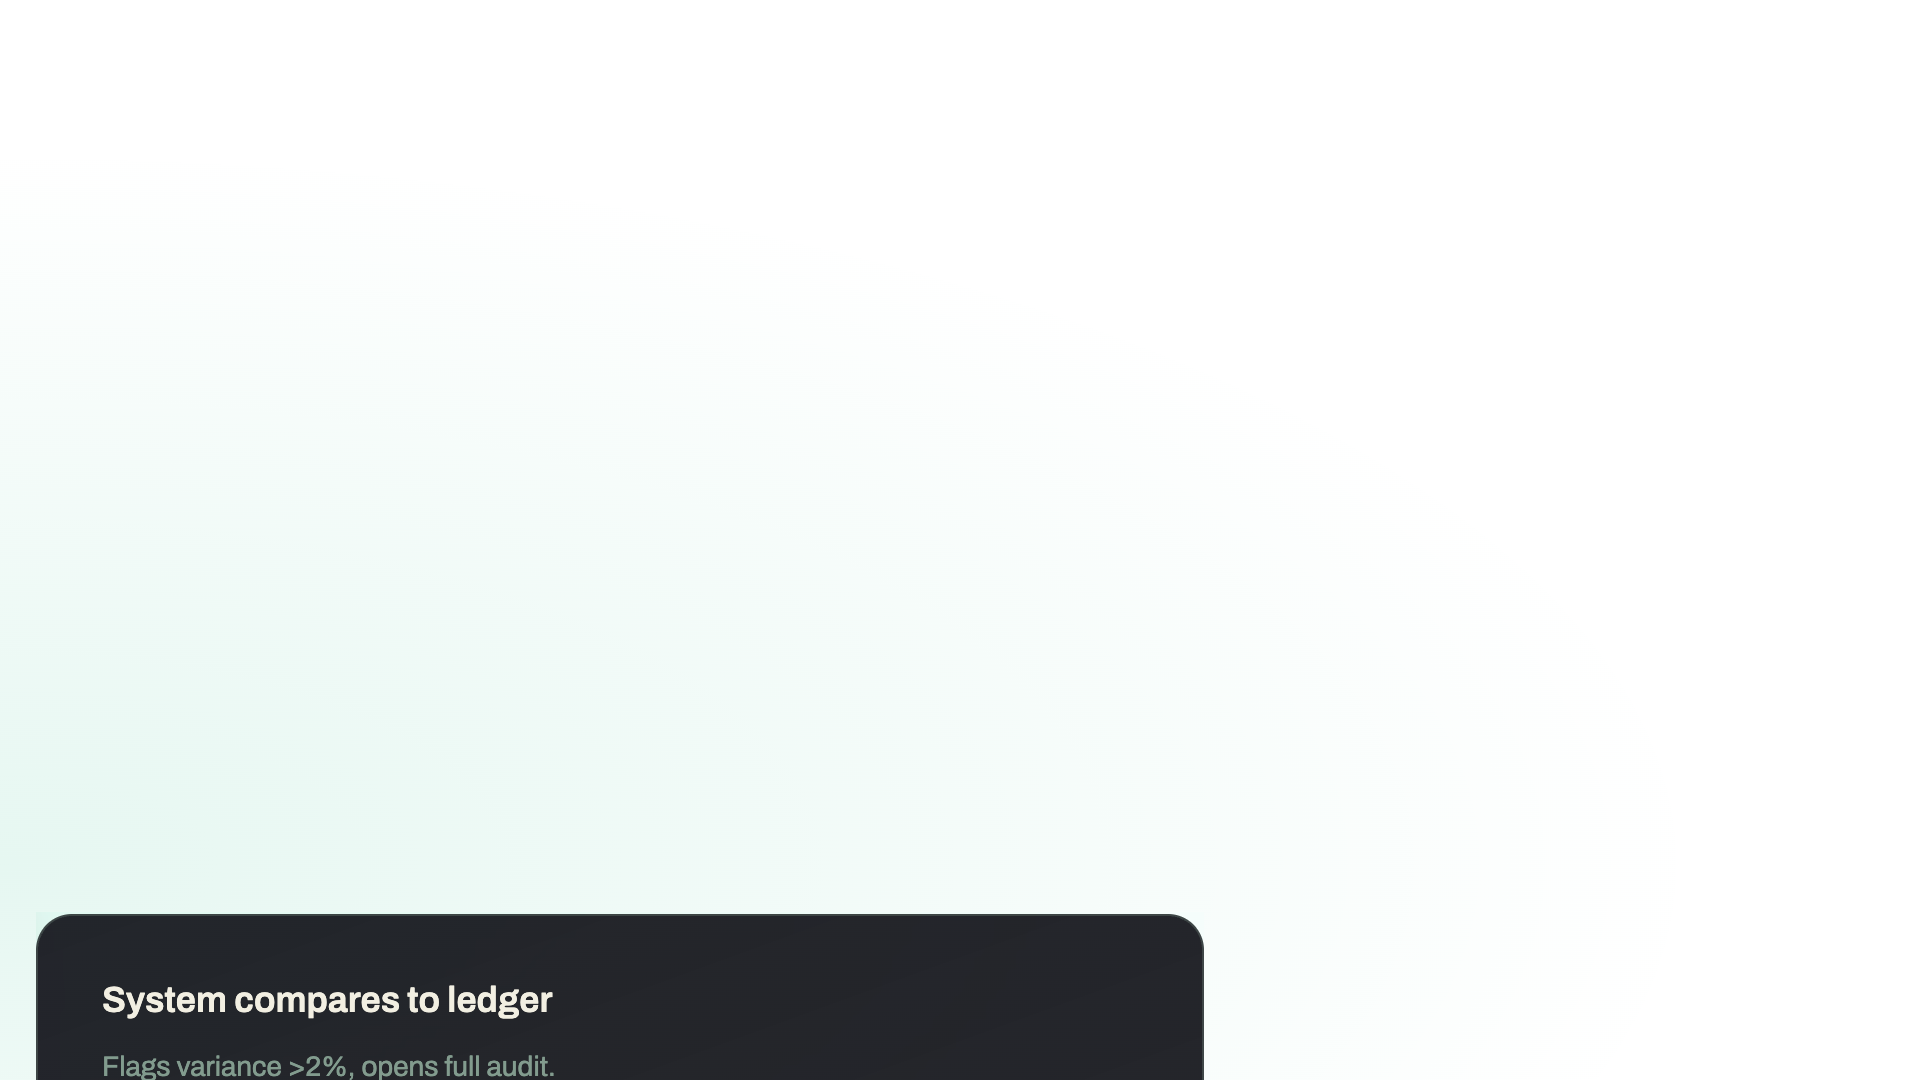 System compares to ledger
Flags variance >2%, opens full audit.